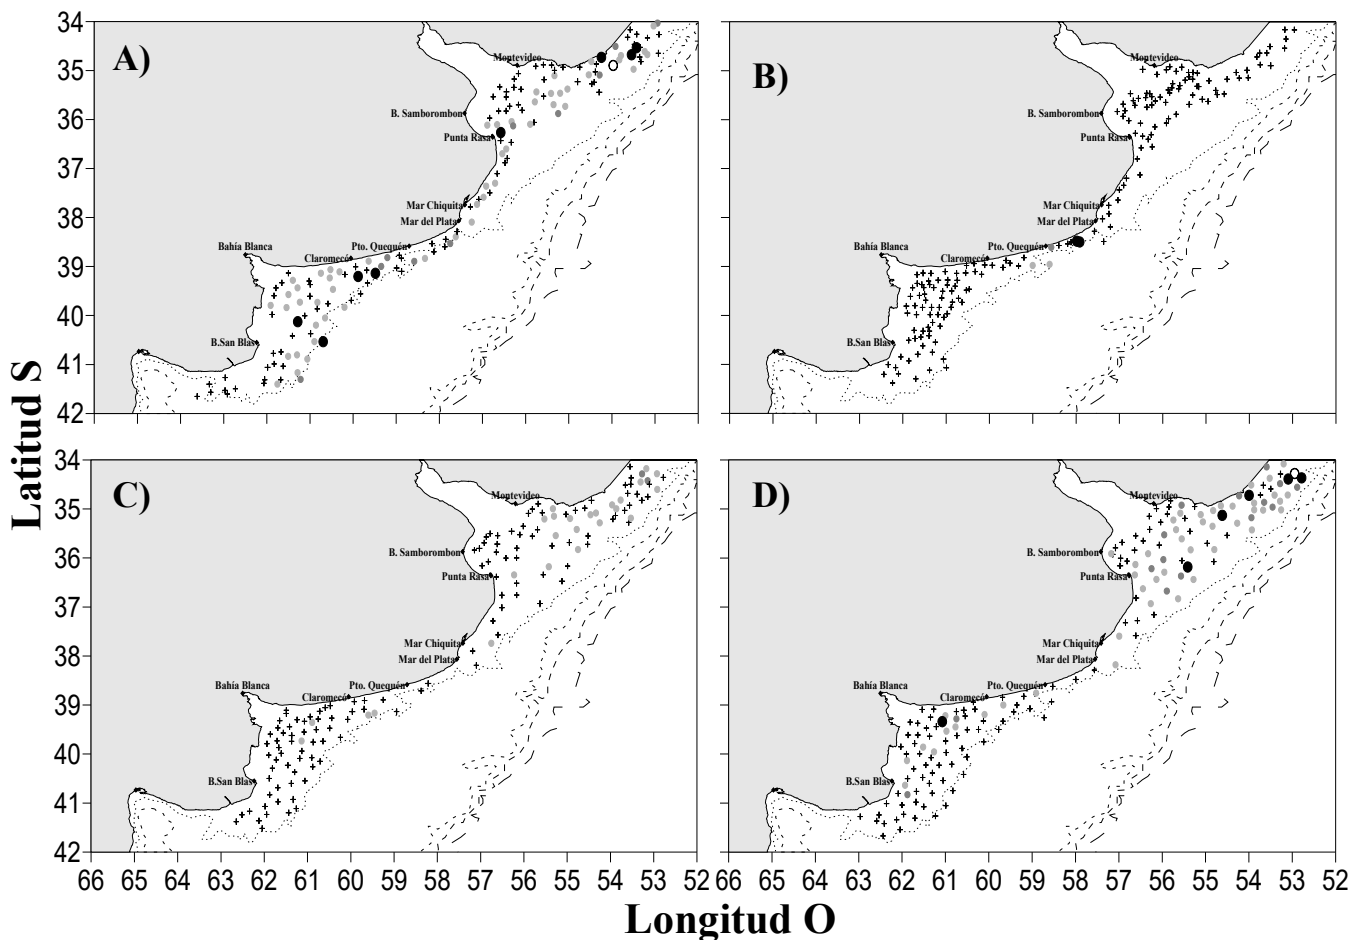 34
35
36
37
38
39
40
41
42
A)
Montevideo
B. Samborombon
Punta Rasa
Mar Chiquita
Mar del Plata
Pto. Quequén
Bahía Blanca
Claromecó
B.San Blas
B)
Montevideo
B. Samborombon
Punta Rasa
Mar Chiquita
Mar del Plata
Pto. Quequén
Bahía Blanca
Claromecó
B.San Blas
Latitud S
34
35
36
37
38
39
40
41
42
C)
Montevideo
B. Samborombon
Punta Rasa
Mar Chiquita
Mar del Plata
Pto. Quequén
Bahía Blanca
Claromecó
B.San Blas
D)
Montevideo
B. Samborombon
Punta Rasa
Mar Chiquita
Mar del Plata
Pto. Quequén
Bahía Blanca
Claromecó
B.San Blas
66 65 64 63 62 61 60 58 57 56 55 54 53 52
66 65 64 63 62 61 60 58 57 56 55 54 53 52
Longitud O